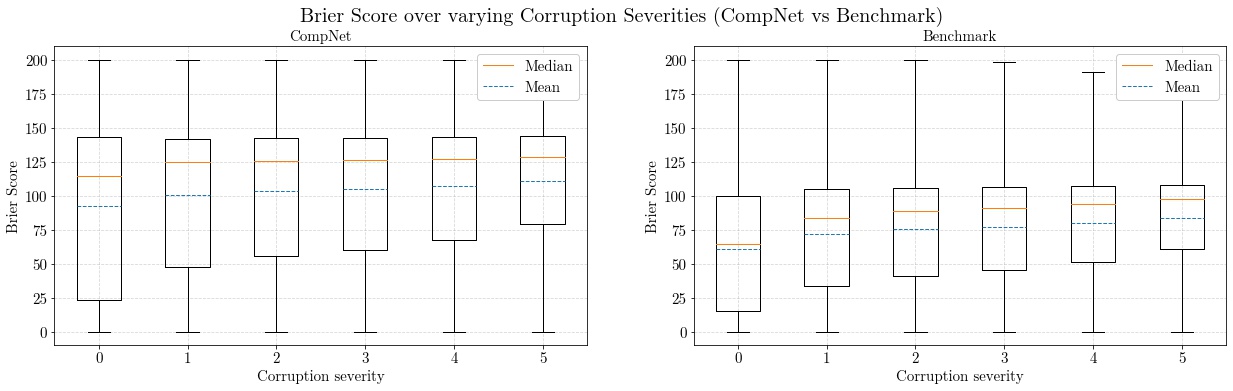 Brier Score over varying Corruption Severities (CompNet vs Benchmark)
CompNet
Brier Score
200
175
150
125
100
75
50
25
0
Median
Mean
0 1 2 3 4 5
Corruption severity
Benchmark
Brier Score
200
175
150
125
100
75
50
25
0
Median
Mean
0 1 2 3 4 5
Corruption severity